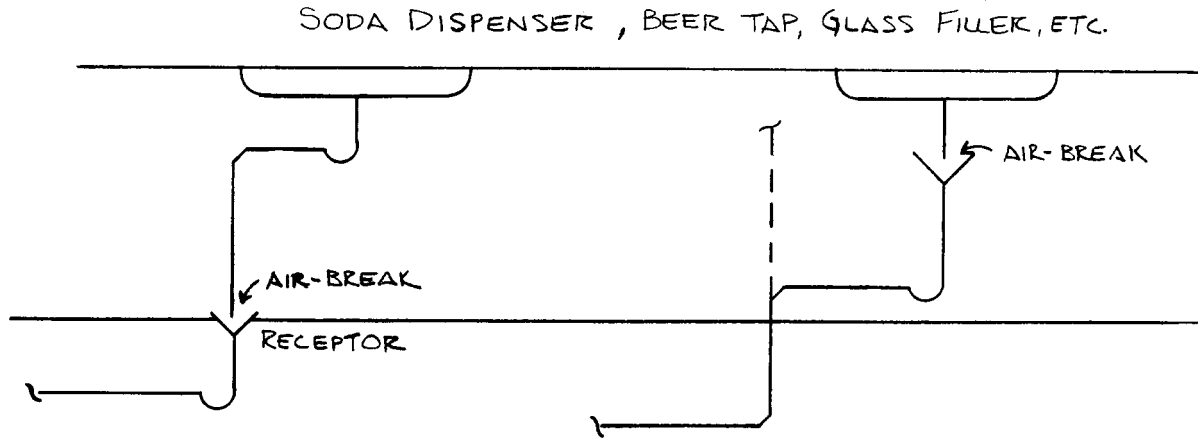 SODA DISPENSER, BEER TAP, GLASS FILLER, ETC.
AIR-BREAK
AIR-BREAK
RECEPTOR